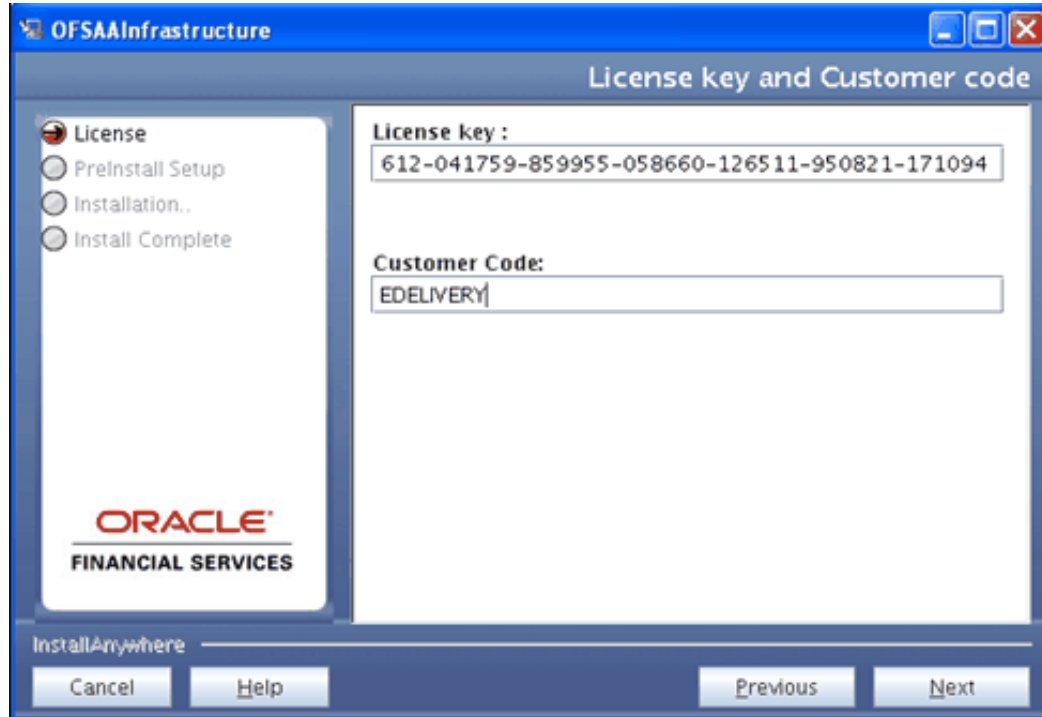 OFSAAInfrastructure
License key and Customer code
License
PreInstall Setup
Installation..
Install Complete
License key :
612-041759-859955-058660-126511-950821-171094
Customer Code:
EDELIVERY
ORACLE
FINANCIAL SERVICES
InstallAnywhere
Cancel
Help
Previous
Next